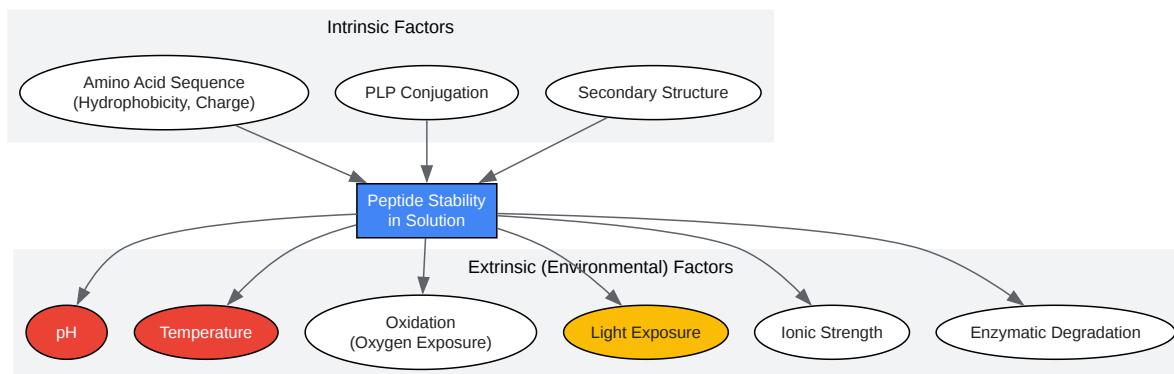 Intrinsic Factors
Amino Acid Sequence
(Hydrophobicity, Charge)
PLP Conjugation
Secondary Structure
Peptide Stability
in Solution
Extrinsic (Environmental) Factors
pH
Temperature
Oxidation
(Oxygen Exposure)
Light Exposure
Ionic Strength
Enzymatic Degradation